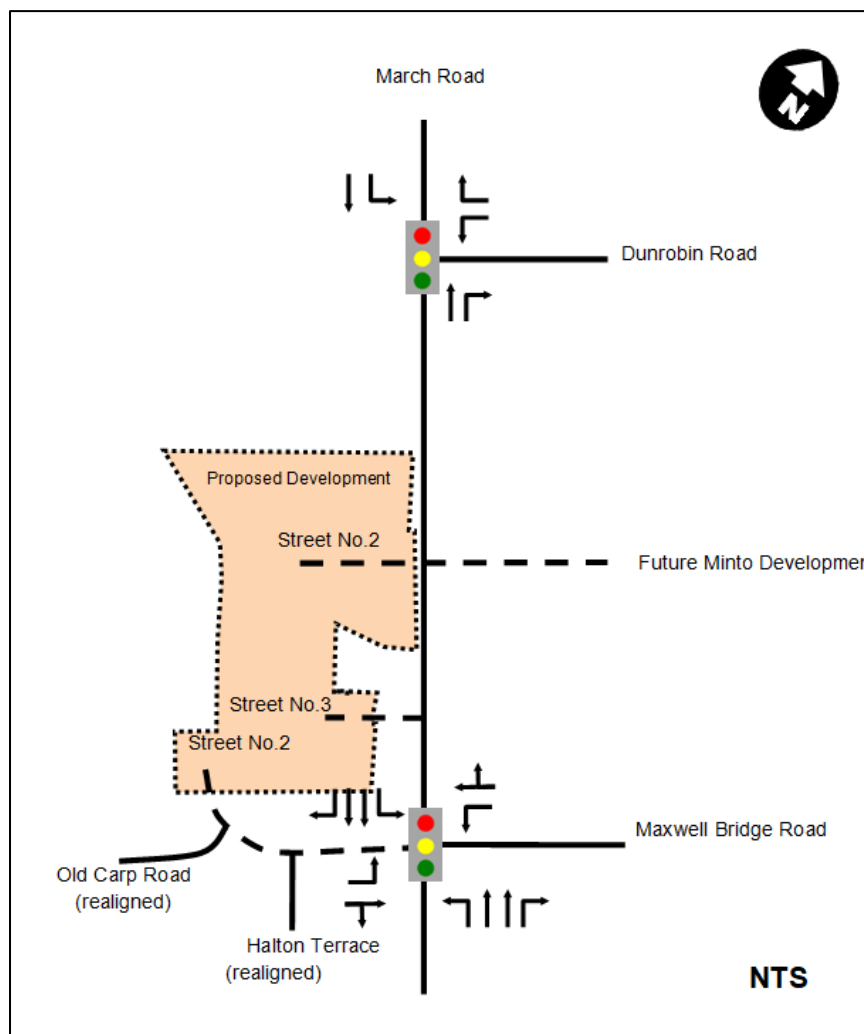 March Road
N
Dunrobin Road
Proposed Development
Street No.2
Future Minto Developmen
Street No.3
Street No.2
Maxwell Bridge Road
Old Carp Road
(realigned)
Halton Terrace
(realigned)
NTS